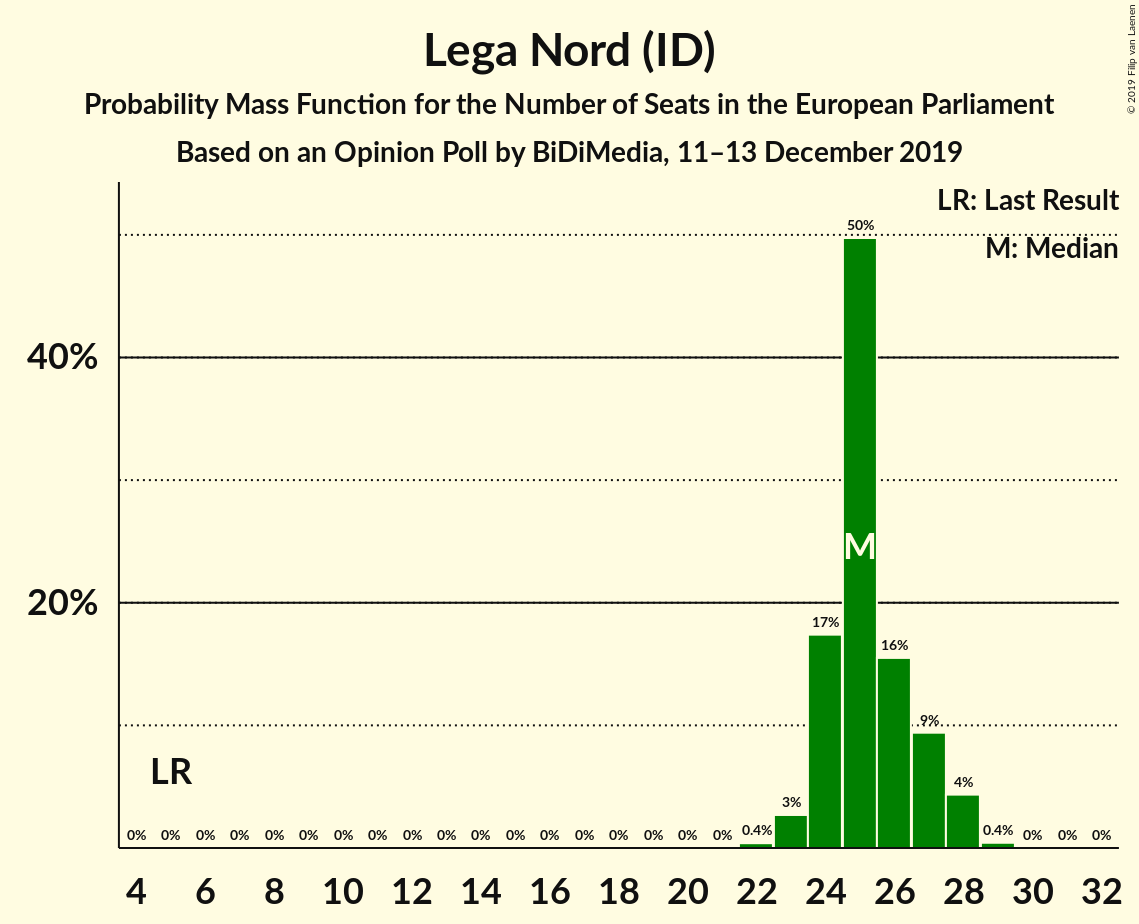 Lega Nord (ID)
Probability Mass Function for the Number of Seats in the European Parliament
Based on an Opinion Poll by BiDiMedia, 11–13 December 2019
© 2019 Filip van Laenen
LR: Last Result
M: Median
40%
20%
50%
M
17%
16%
9%
LR
4%
3%
0% 0% 0% 0% 0% 0% 0% 0% 0% 0% 0% 0% 0% 0% 0% 0% 0% 0% 0.4% 0.4% 0% 0% 0%
4 6 8 10 12 14 16 18 20 22 24 26 28 30 32